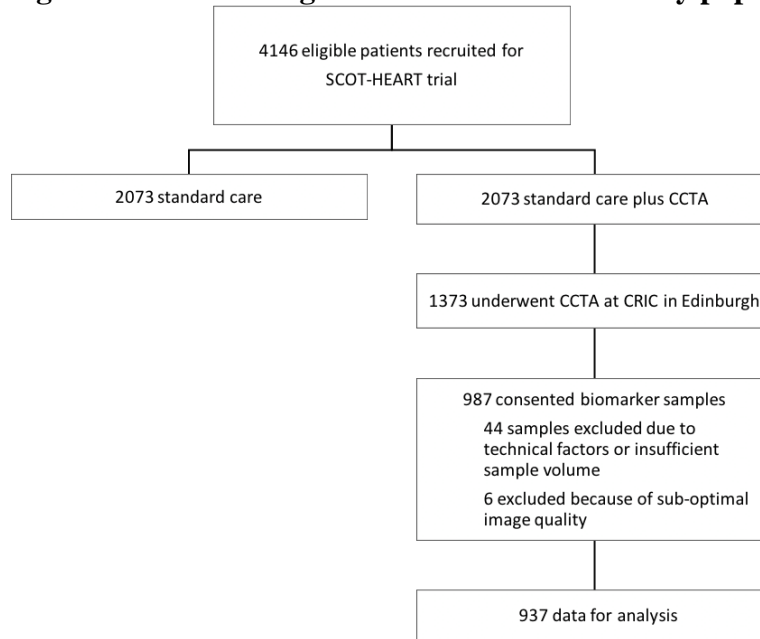 4146 eligible patients recruited for
SCOT-HEART trial
2073 standard care
2073 standard care plus CCTA
1373 underwent CCTA at CRIC in Edinburgh
987 consented biomarker samples
44 samples excluded due to
technical factors or insufficient
sample volume
6 excluded because of sub-optimal
image quality
937 data for analysis